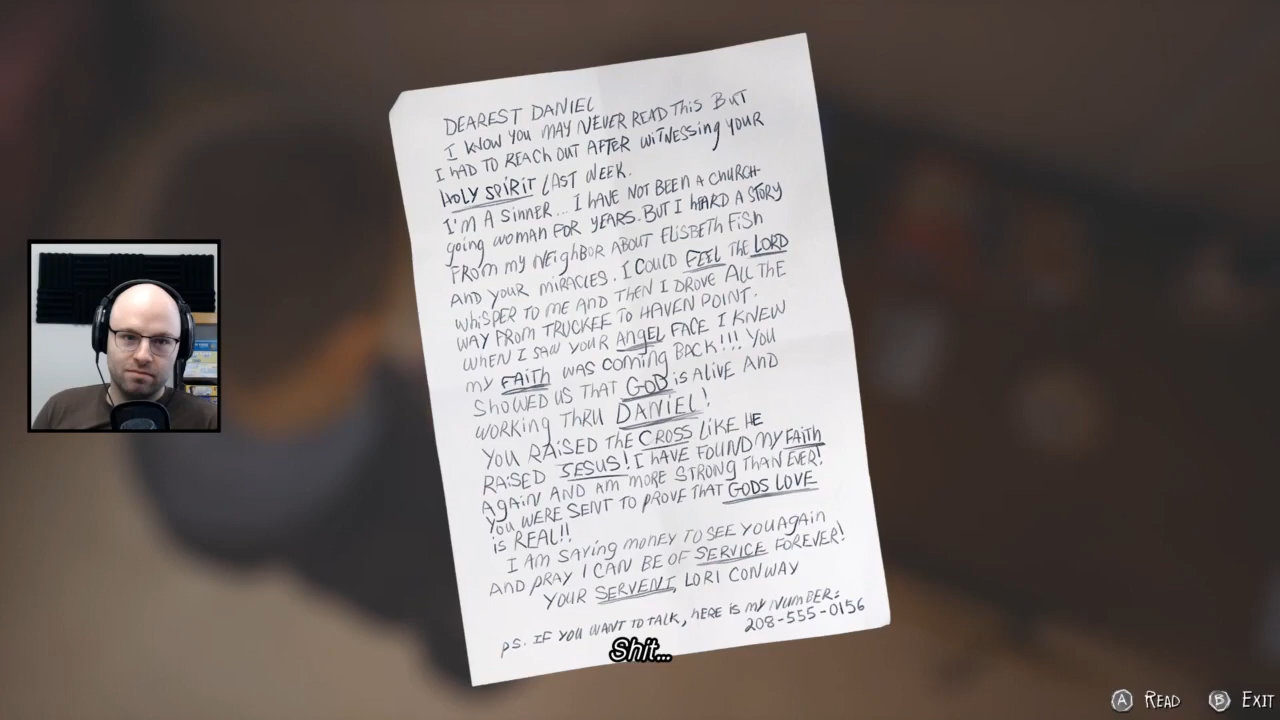 DEAREST DANIEL
I KNOW YOU MAY NEVER READ THIS BUT
I HAD TO REACH OUT AFTER WITNESSING YOUR
HOLY SPIRIT LAST WEEK.
I'M A SINNER... I HAVE NOT BEEN A CHURCH-
going WOMAN FOR YEARS. BUT I HEARD A STORY
FROM MY NEIGHBOR ABOUT ELISBETH FISH
AND YOUR MIRACLES. I COULD FEEL THE LORD
WHISPER TO ME AND THEN I DROVE ALL THE
WAY FROM TRUCKEE TO HAVEN POINT.
WHEN I SAW YOUR ANGEL FACE I KNEW
MY FAITH WAS COMING BACK!!! YOU
SHOWED US THAT GOD IS ALIVE AND
WORKING THRU DANIEL!
YOU RAISED THE CROSS LIKE HE
RAISED JESUS! I HAVE FOUND MY FAITH
AGAIN AND AM MORE STRONG THAN EVER!
YOU WERE SENT TO PROVE THAT GODS LOVE
IS REAL!!
I AM SAVING MONEY TO SEE YOU AGAIN
AND PRAY I CAN BE OF SERVICE FOREVER!
YOUR SERVENT, LORI CONWAY
PS. IF YOU WANT TO TALK, HERE IS MY NUMBER:
208-555-0156
Shit...
A READ B EXIT